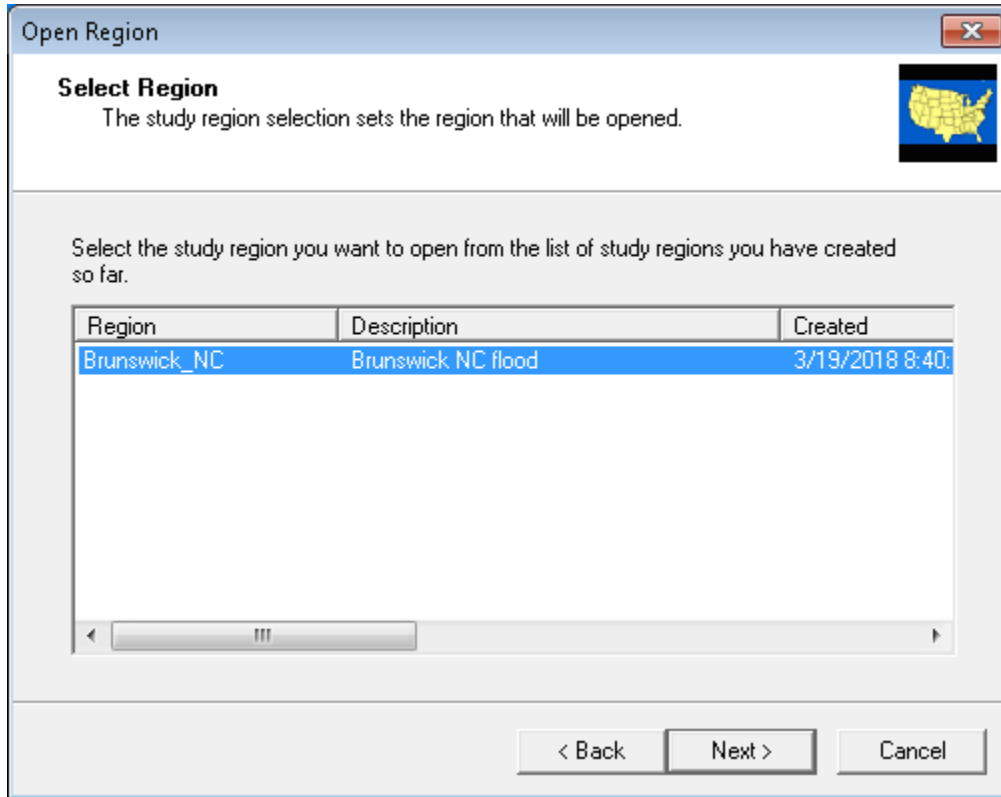 Open Region
Select Region
The study region selection sets the region that will be opened.
Select the study region you want to open from the list of study regions you have created
so far.
Region Description Created
Brunswick_NC Brunswick NC flood 3/19/2018 8:40:
< Back Next > Cancel